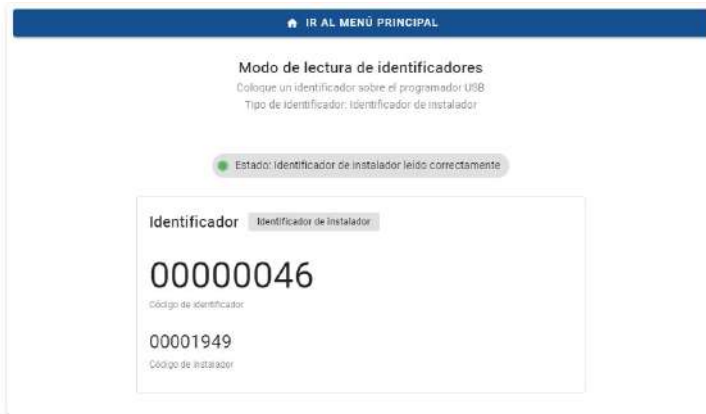 IR AL MENÚ PRINCIPAL
Modo de lectura de identificadores
Coloque un identificador sobre el programador USB
Tipo de identificador: Identificador de instalador
Estado: Identificador de instalador leído correctamente
Identificador Identificador de instalador
00000046
Código de identificador
00001949
Código de instalador